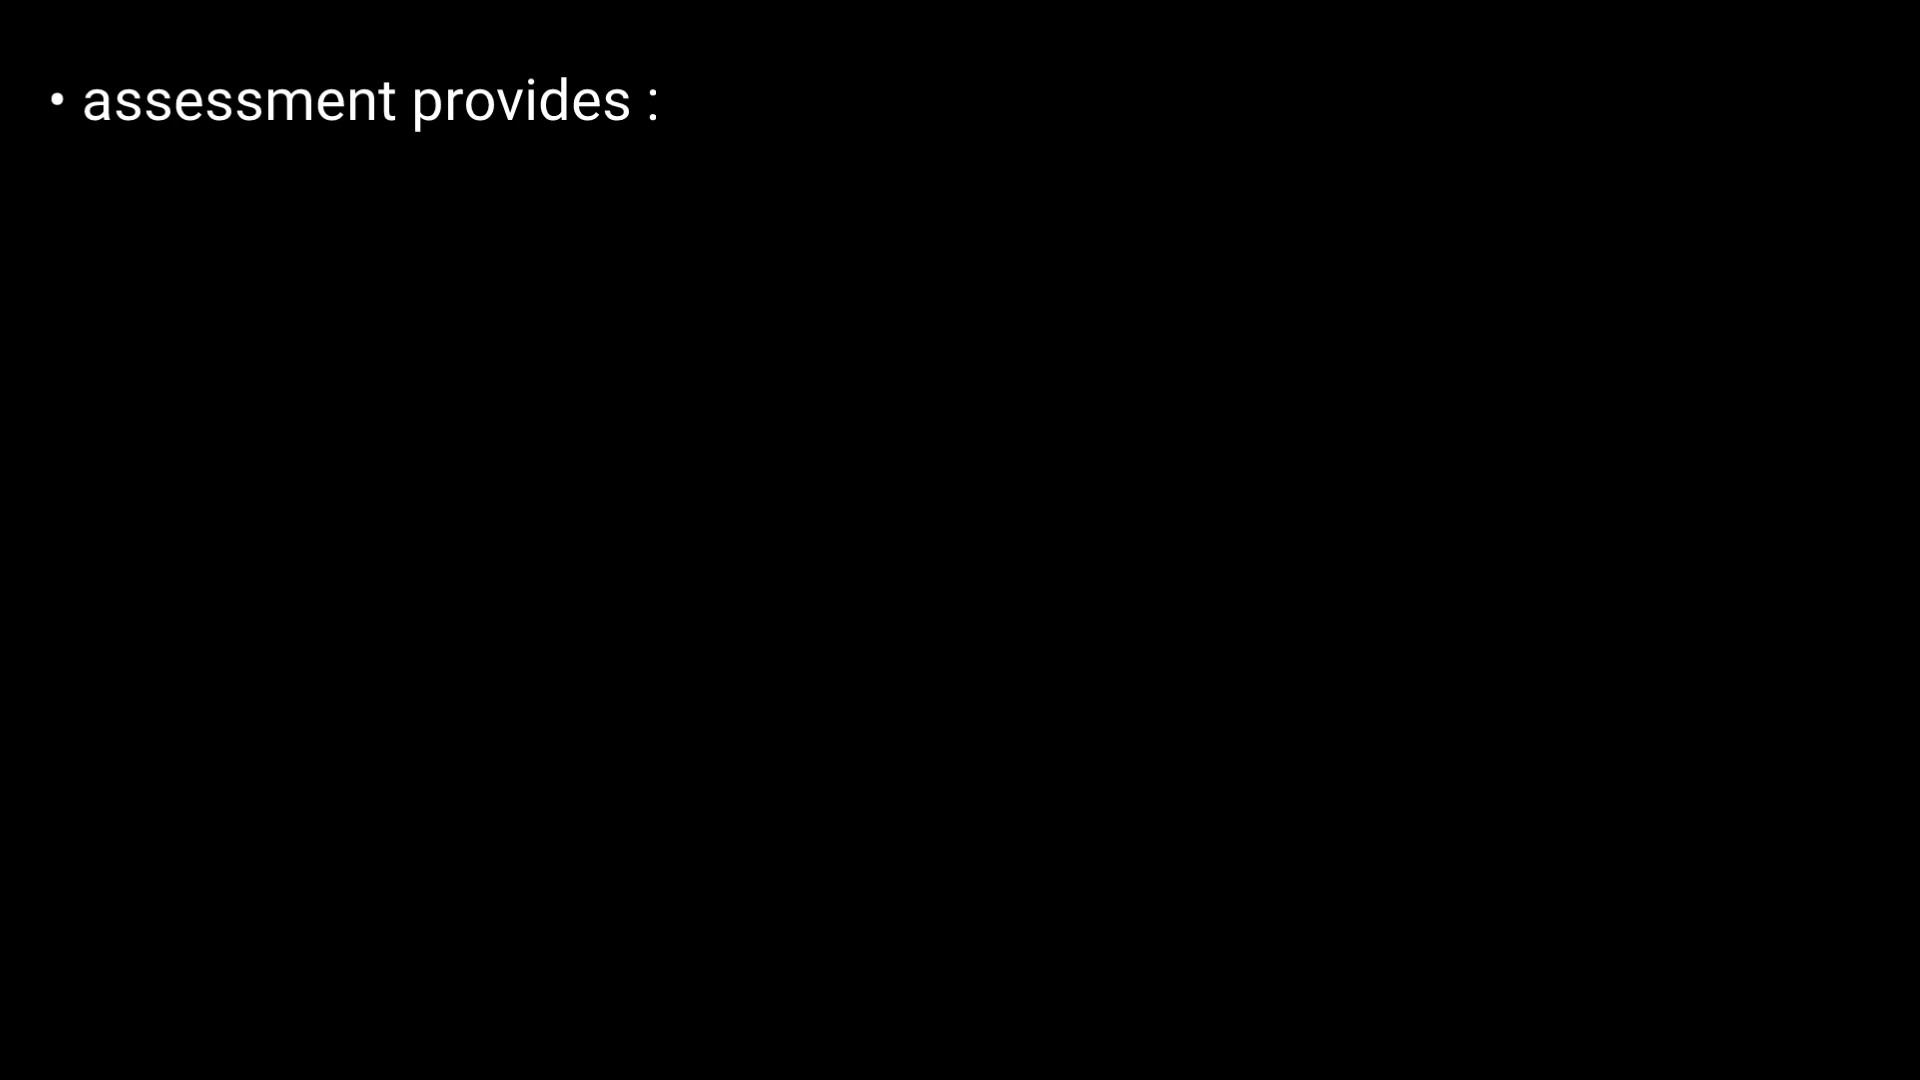 • assessment provides :